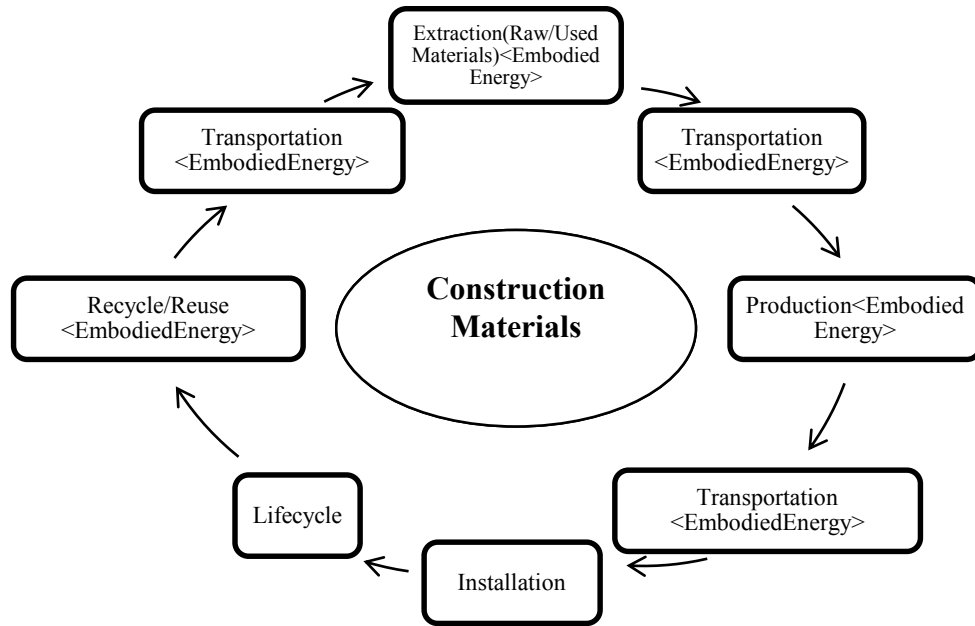 Extraction(Raw/Used
Materials)<Embodied
Energy>
Transportation
<EmbodiedEnergy>
Production<Embodied
Energy>
Transportation
<EmbodiedEnergy>
Installation
Lifecycle
Recycle/Reuse
<EmbodiedEnergy>
Transportation
<EmbodiedEnergy>
Construction
Materials